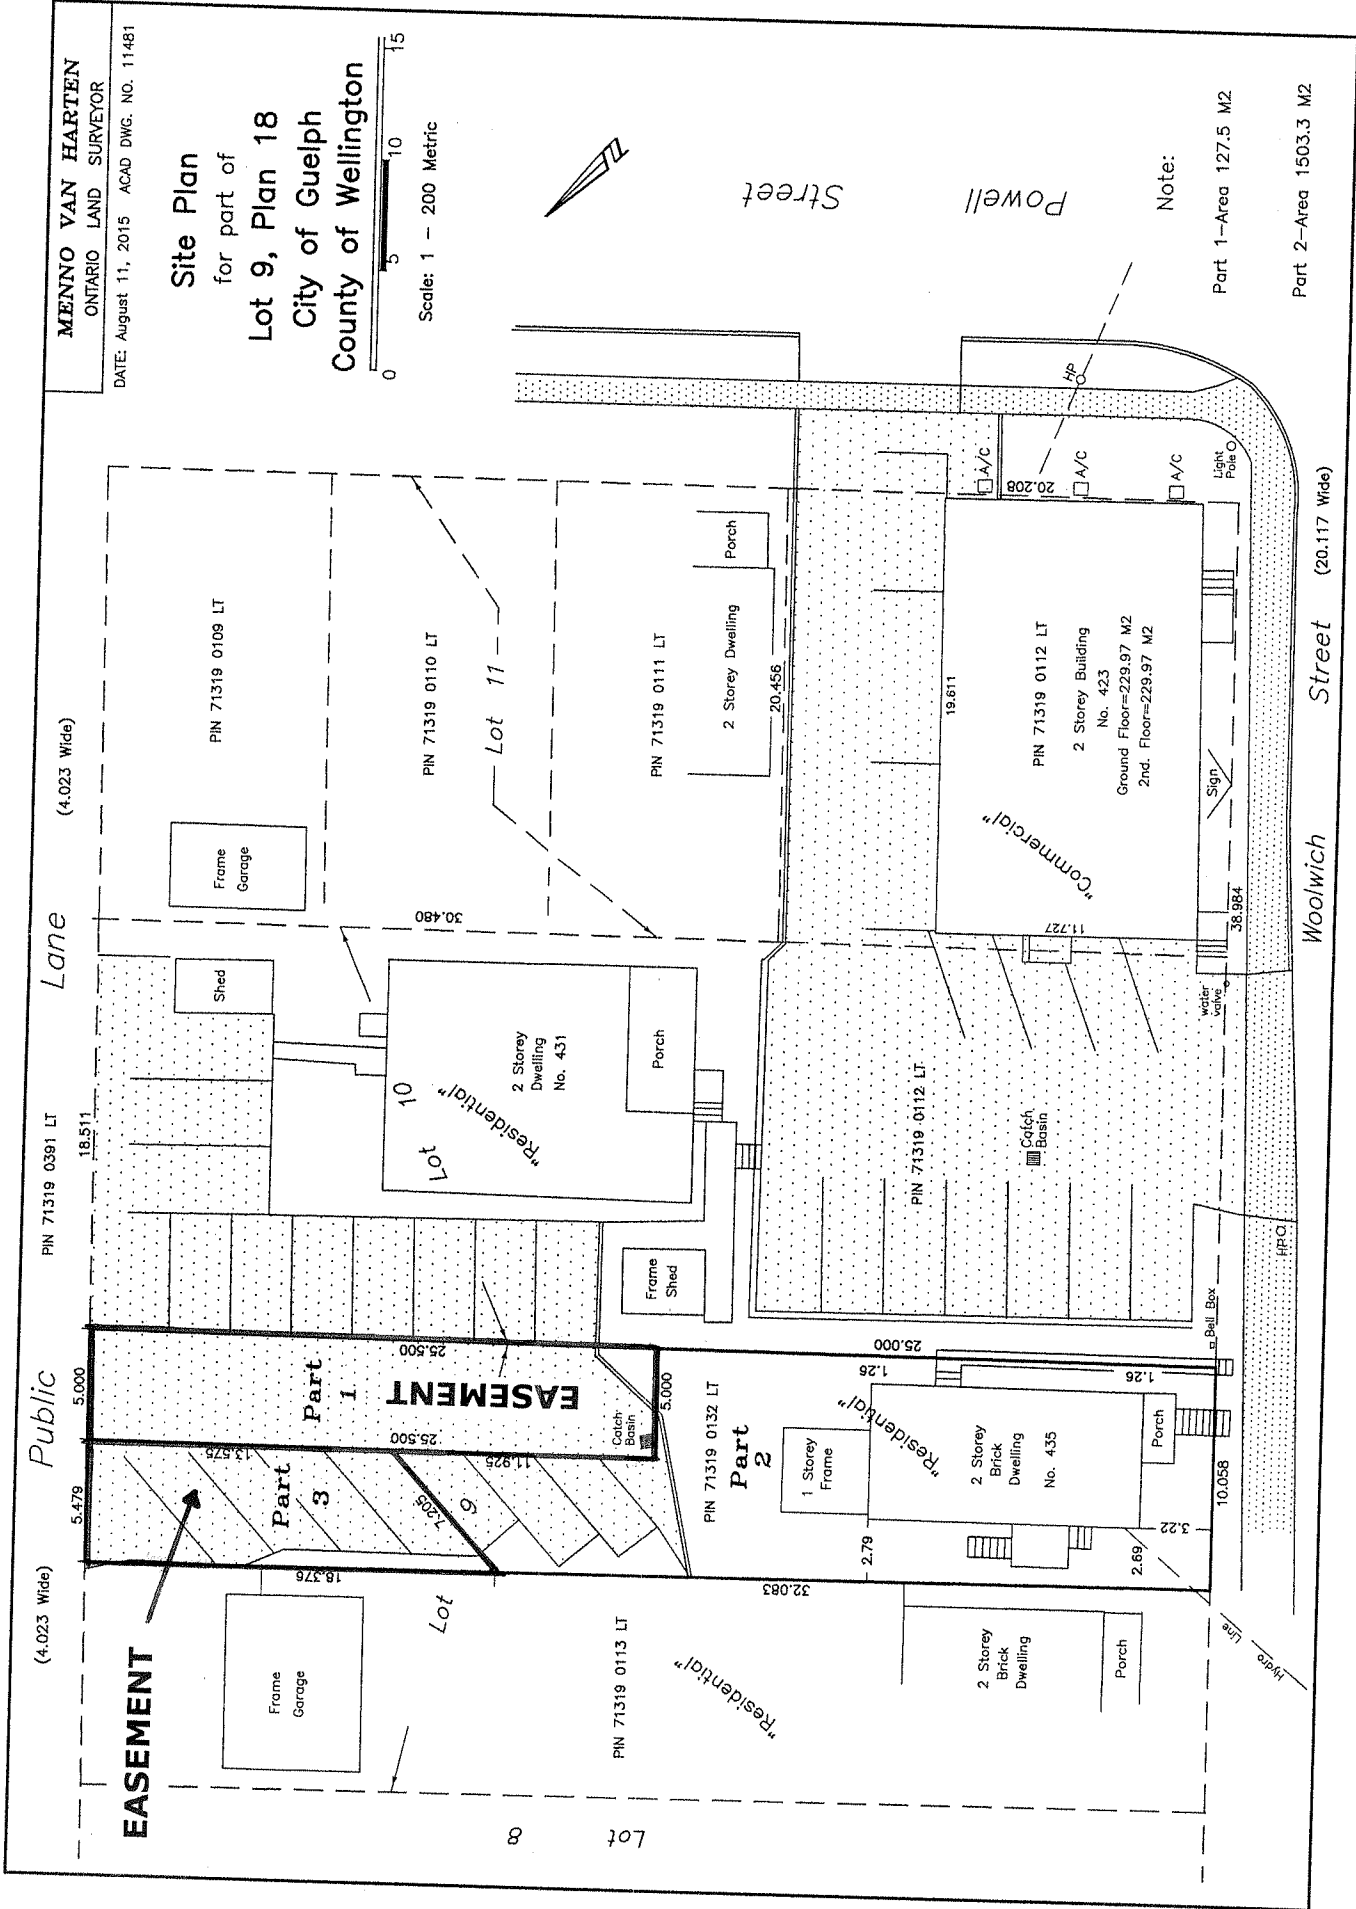 MENNO VAN HARTEN
ONTARIO LAND SURVEYOR
DATE: August 11, 2015 ACAD DWG. NO. 11481
Site Plan
for part of
Lot 9, Plan 18
City of Guelph
County of Wellington
0 5 10 15
Scale: 1 - 200 Metric
Powell Street
Note:
Part 1-Area 127.5 M2
Part 2-Area 1503.3 M2
(4.023 Wide)
Public Lane
(4.023 Wide)
PIN 71319 0391 LT
5.479
5.000
18.511
PIN 71319 0109 LT
Frame
Garage
PIN 71319 0110 LT
Lot 11
30.480
PIN 71319 0111 LT
2 Storey Dwelling
Porch
20.456
Shed
Lot 10
2 Storey
Dwelling
No. 431
"Residential"
Porch
Frame
Shed
EASEMENT
Part
1
EASEMENT
25.500
25.500
Catch
Basin
5.000
Part
3
13.575
11.925
7.205
18.376
Lot 9
Frame
Garage
PIN 71319 0113 LT
"Residential"
2 Storey
Brick
Dwelling
Porch
Lot 8
PIN 71319 0132 LT
Part
2
1 Storey
Frame
"Residential"
2 Storey
Brick
Dwelling
No. 435
Porch
32.083
2.79
2.69
3.22
10.058
1.26
1.26
25.000
Hydro Line
Bell Box
HP
PIN 71319 0112 LT
Catch
Basin
water
valve
19.611
PIN 71319 0112 LT
2 Storey Building
No. 423
Ground Floor=229.97 M2
2nd. Floor=229.97 M2
"Commercial"
11.727
Sign
38.984
20.208
A/C
A/C
A/C
HP
Light
Pole
Woolwich Street (20.117 Wide)